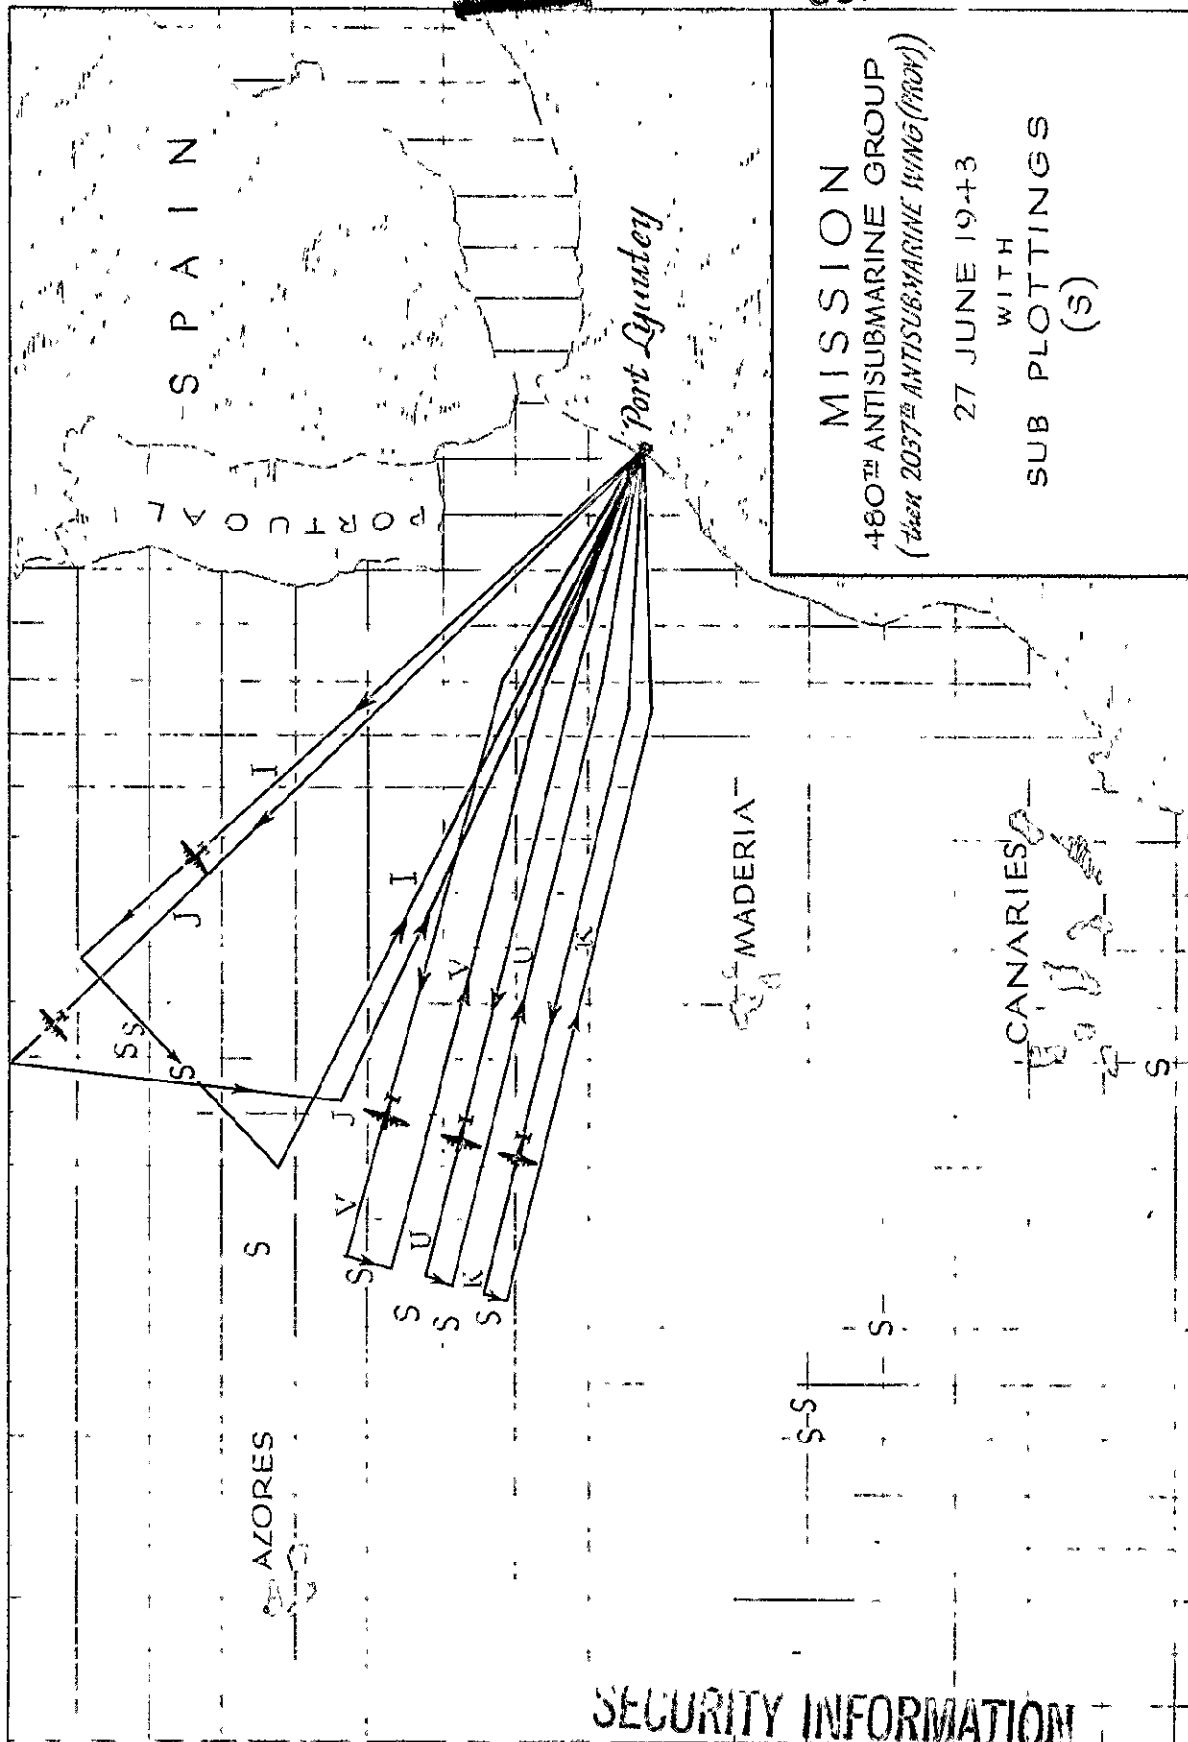 MISSION
480TH ANTISUBMARINE GROUP
(then 2037th ANTISUBMARINE WING (PROV))
27 JUNE 1943
WITH
SUB PLOTTINGS
(S)
SPAIN
PORTUGAL
Port Lyautey
I
J
I
J
S S
S
S
V
V
S
U
U
S
S
K
K
S
AZORES
MADERIA
CANARIES
S
S
S-S
SECURITY INFORMATION